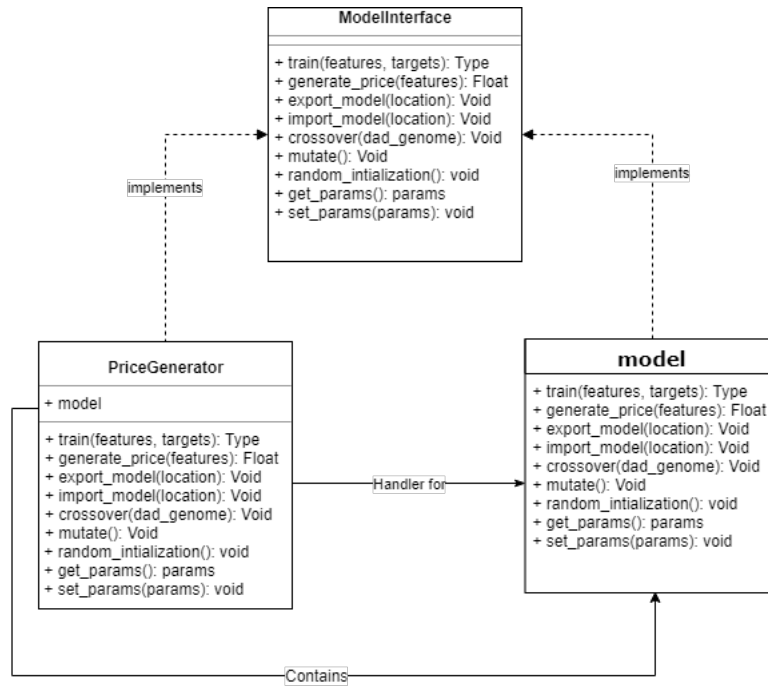 ModelInterface
+ train(features, targets): Type
+ generate_price(features): Float
+ export_model(location): Void
+ import_model(location): Void
+ crossover(dad_genome): Void
+ mutate(): Void
+ random_intialization(): void
+ get_params(): params
+ set_params(params): void
implements
implements
PriceGenerator
+ model
+ train(features, targets): Type
+ generate_price(features): Float
+ export_model(location): Void
+ import_model(location): Void
+ crossover(dad_genome): Void
+ mutate(): Void
+ random_intialization(): void
+ get_params(): params
+ set_params(params): void
Handler for
model
+ train(features, targets): Type
+ generate_price(features): Float
+ export_model(location): Void
+ import_model(location): Void
+ crossover(dad_genome): Void
+ mutate(): Void
+ random_intialization(): void
+ get_params(): params
+ set_params(params): void
Contains